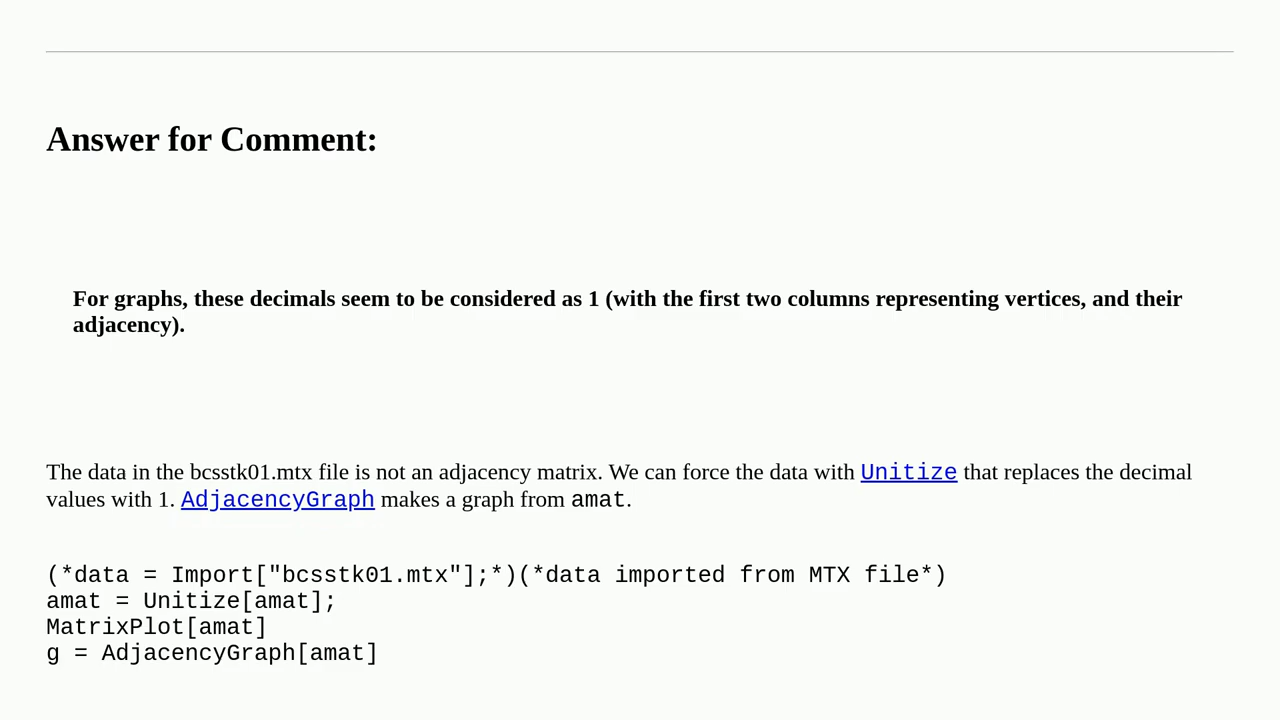 Answer for Comment:
For graphs, these decimals seem to be considered as 1 (with the first two columns representing vertices, and their
adjacency).
The data in the bcsstk01.mtx file is not an adjacency matrix. We can force the data with Unitize that replaces the decimal
values with 1. AdjacencyGraph makes a graph from amat.
(*data = Import["bcsstk01.mtx"];*)(*data imported from MTX file*)
amat = Unitize[amat];
MatrixPlot[amat]
g = AdjacencyGraph[amat]